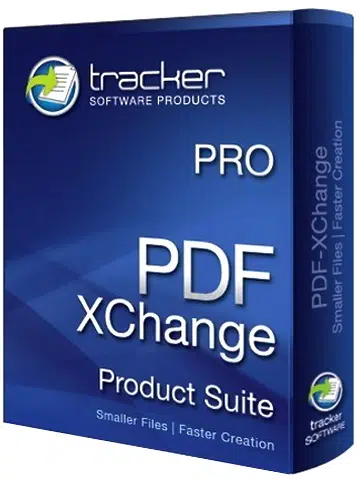 tracker
SOFTWARE PRODUCTS
PRO
PDF
XChange
Product Suite
Smaller Files | Faster Creation
PDF-XChange
Smaller Files | Faster Creation
tracker
SOFTWARE